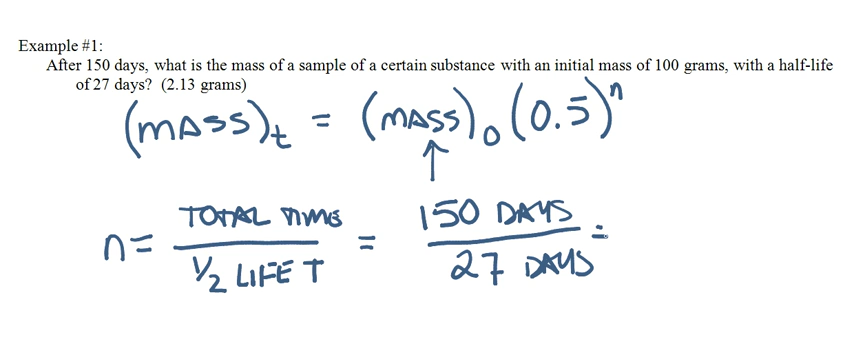 Example #1:
After 150 days, what is the mass of a sample of a certain substance with an initial mass of 100 grams, with a half-life
of 27 days? (2.13 grams)
(MASS)ₜ = (MASS)₀(0.5)ⁿ
↑
n = TOTAL TIME / ½ LIFE T = 150 DAYS / 27 DAYS =